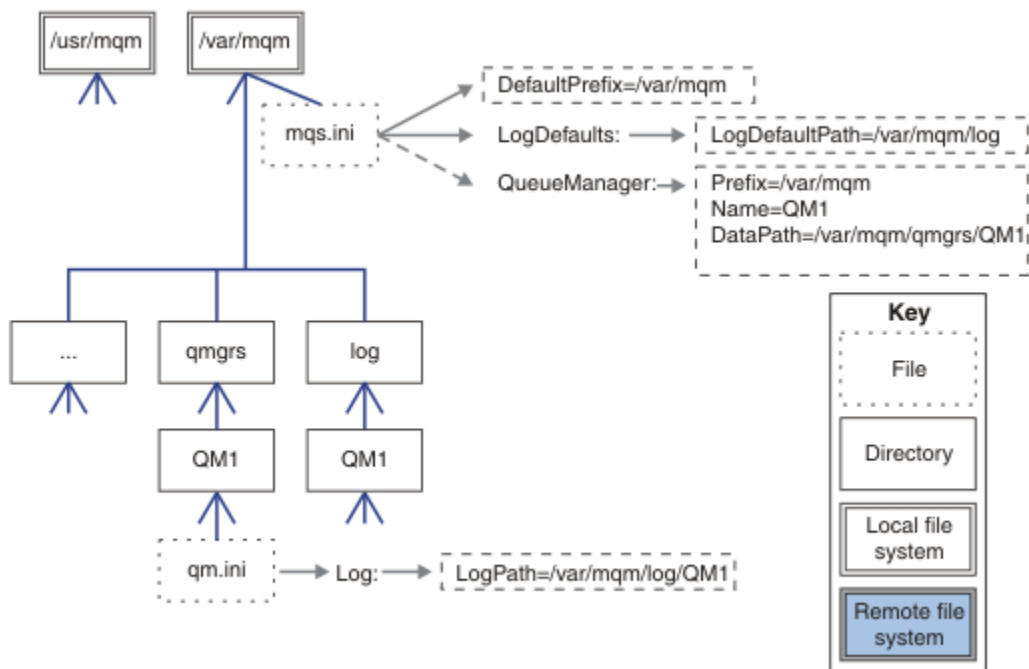 /usr/mqm
/var/mqm
mqs.ini
DefaultPrefix=/var/mqm
LogDefaults:
LogDefaultPath=/var/mqm/log
QueueManager:
Prefix=/var/mqm
Name=QM1
DataPath=/var/mqm/qmgrs/QM1
...
qmgrs
log
QM1
QM1
qm.ini
Log:
LogPath=/var/mqm/log/QM1
Key
File
Directory
Local file
system
Remote file
system